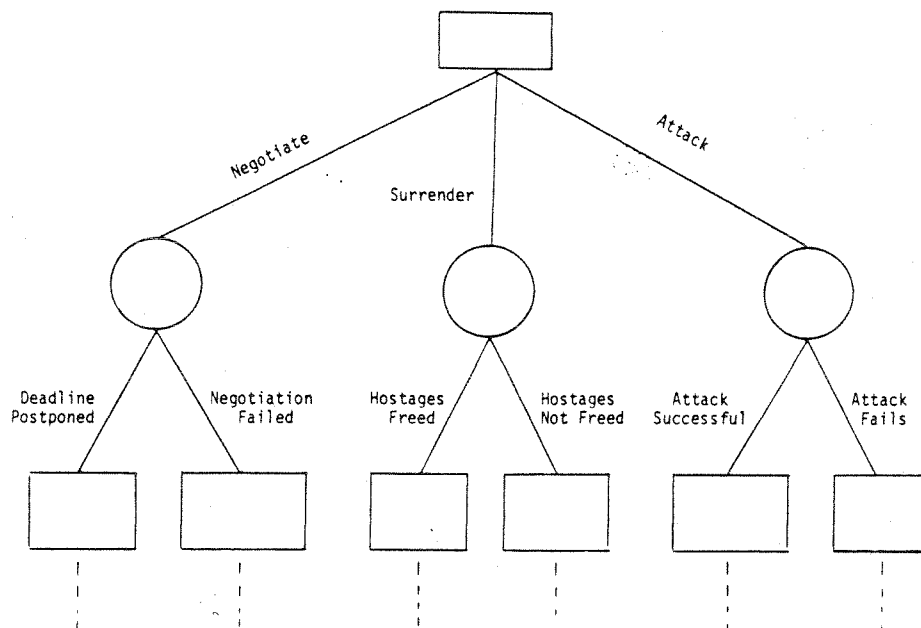 Negotiate
Surrender
Attack
Deadline
Postponed
Negotiation
Failed
Hostages
Freed
Hostages
Not Freed
Attack
Successful
Attack
Fails